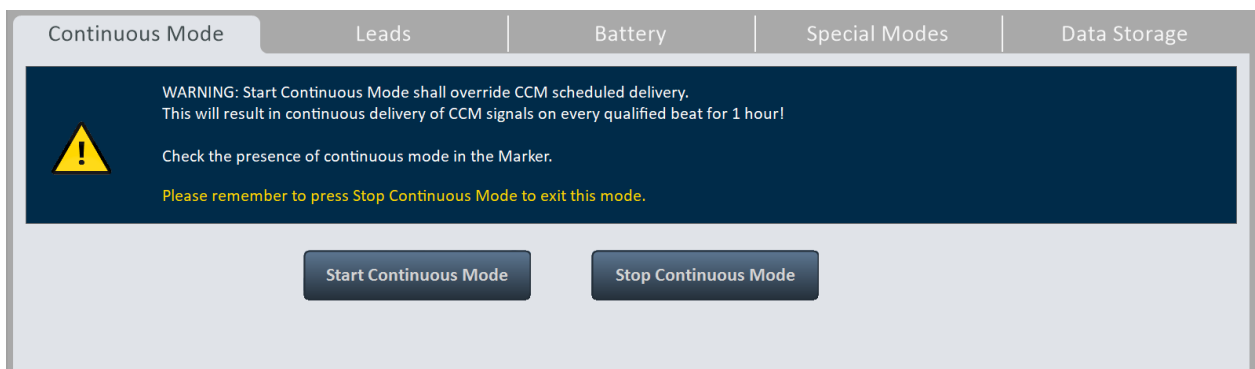 Continuous Mode
Leads
Battery
Special Modes
Data Storage
WARNING: Start Continuous Mode shall override CCM scheduled delivery.
This will result in continuous delivery of CCM signals on every qualified beat for 1 hour!
Check the presence of continuous mode in the Marker.
Please remember to press Stop Continuous Mode to exit this mode.
Start Continuous Mode
Stop Continuous Mode